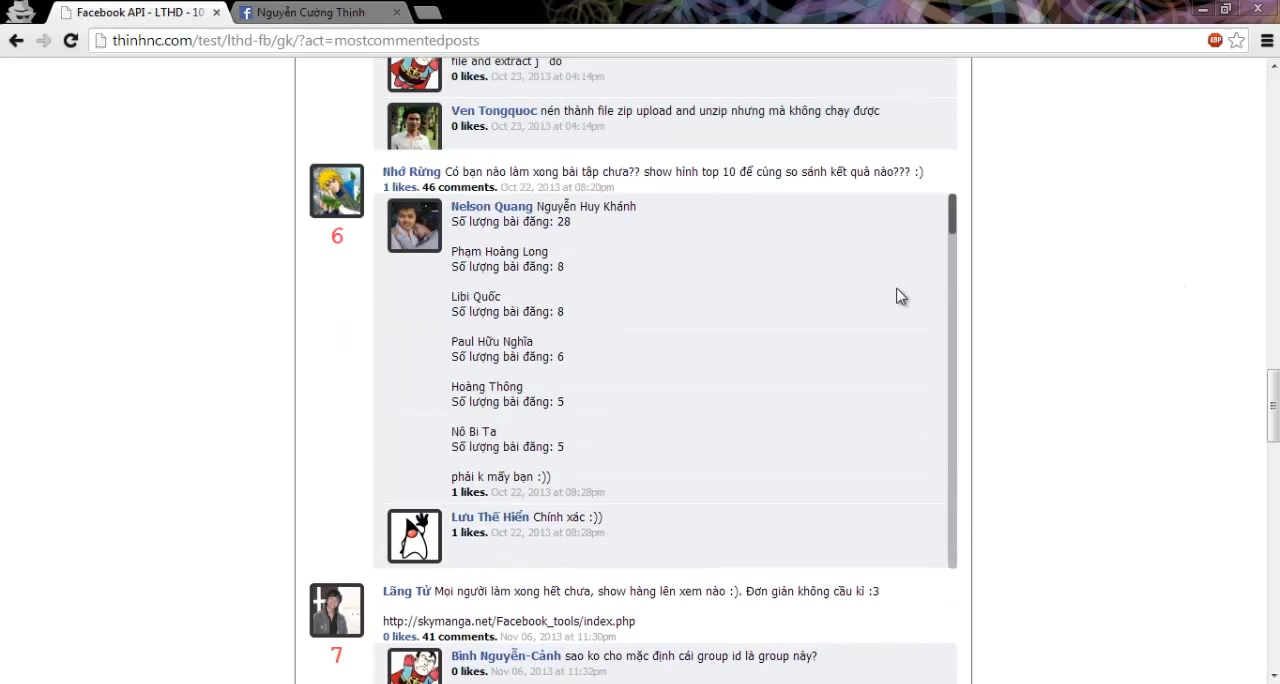 Facebook API - LTHD - 10
Nguyễn Cường Thịnh
thinhnc.com/test/lthd-fb/gk/?act=mostcommentedposts
ABP
file and extract j do
0 likes. Oct 23, 2013 at 04:14pm
Ven Tongquoc nén thành file zip upload and unzip nhưng mà không chạy được
0 likes. Oct 23, 2013 at 04:14pm
Nhớ Rừng Có bạn nào làm xong bài tập chưa?? show hình top 10 để cùng so sánh kết quả nào??? :)
1 likes. 46 comments. Oct 22, 2013 at 08:20pm
6
Nelson Quang Nguyễn Huy Khánh
Số lượng bài đăng: 28
Phạm Hoàng Long
Số lượng bài đăng: 8
Libi Quốc
Số lượng bài đăng: 8
Paul Hữu Nghĩa
Số lượng bài đăng: 6
Hoàng Thông
Số lượng bài đăng: 5
Nô Bi Ta
Số lượng bài đăng: 5
phải k mấy bạn :))
1 likes. Oct 22, 2013 at 08:28pm
Lưu Thế Hiển Chính xác :))
1 likes. Oct 22, 2013 at 08:28pm
Lãng Tử Mọi người làm xong hết chưa, show hàng lên xem nào :). Đơn giản không cầu kì :3
http://skymanga.net/Facebook_tools/index.php
0 likes. 41 comments. Nov 06, 2013 at 11:30pm
7
Bình Nguyễn-Cảnh sao ko cho mặc định cái group id là group này?
0 likes. Nov 06, 2013 at 11:32pm